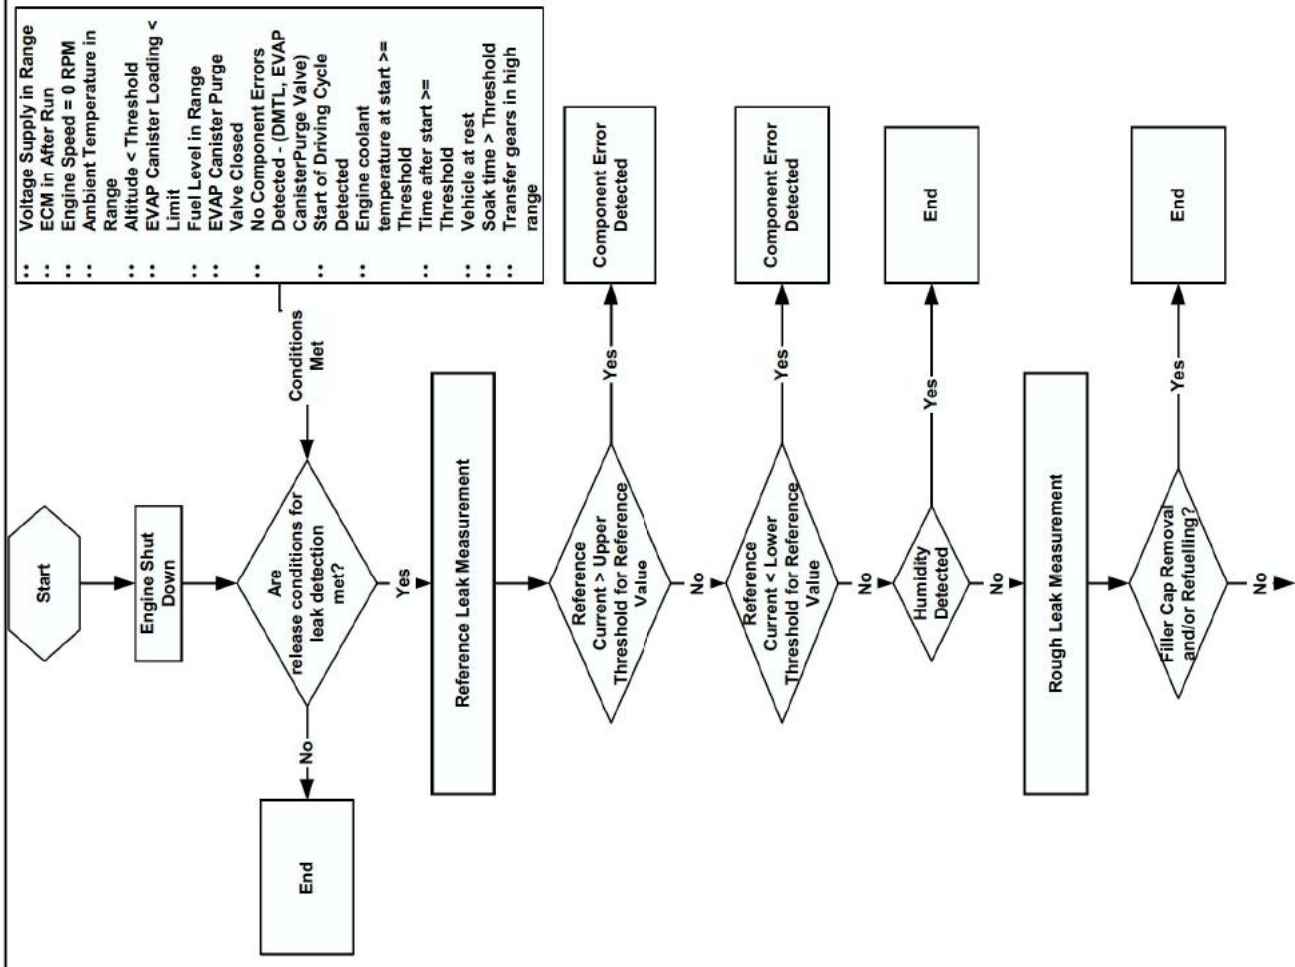 Voltage Supply in Range
ECM in After Run
Engine Speed = 0 RPM
Ambient Temperature in
Range
Altitude < Threshold
EVAP Canister Loading <
Limit
Fuel Level in Range
EVAP Canister Purge
Valve Closed
No Component Errors
Detected - (DMTL, EVAP
CanisterPurge Valve)
Start of Driving Cycle
Detected
Engine coolant
temperature at start >=
Threshold
Time after start >=
Threshold
Vehicle at rest
Soak time > Threshold
Transfer gears in high
range
Start
Engine Shut
Down
Conditions
Met
Are
release conditions for
leak detection
met?
No
End
Yes
Reference Leak Measurement
Reference
Current > Upper
Threshold for Reference
Value
Yes
Component Error
Detected
No
Reference
Current < Lower
Threshold for Reference
Value
Yes
Component Error
Detected
No
Humidity
Detected
Yes
End
No
Rough Leak Measurement
Filler Cap Removal
and/or Refuelling?
Yes
End
No